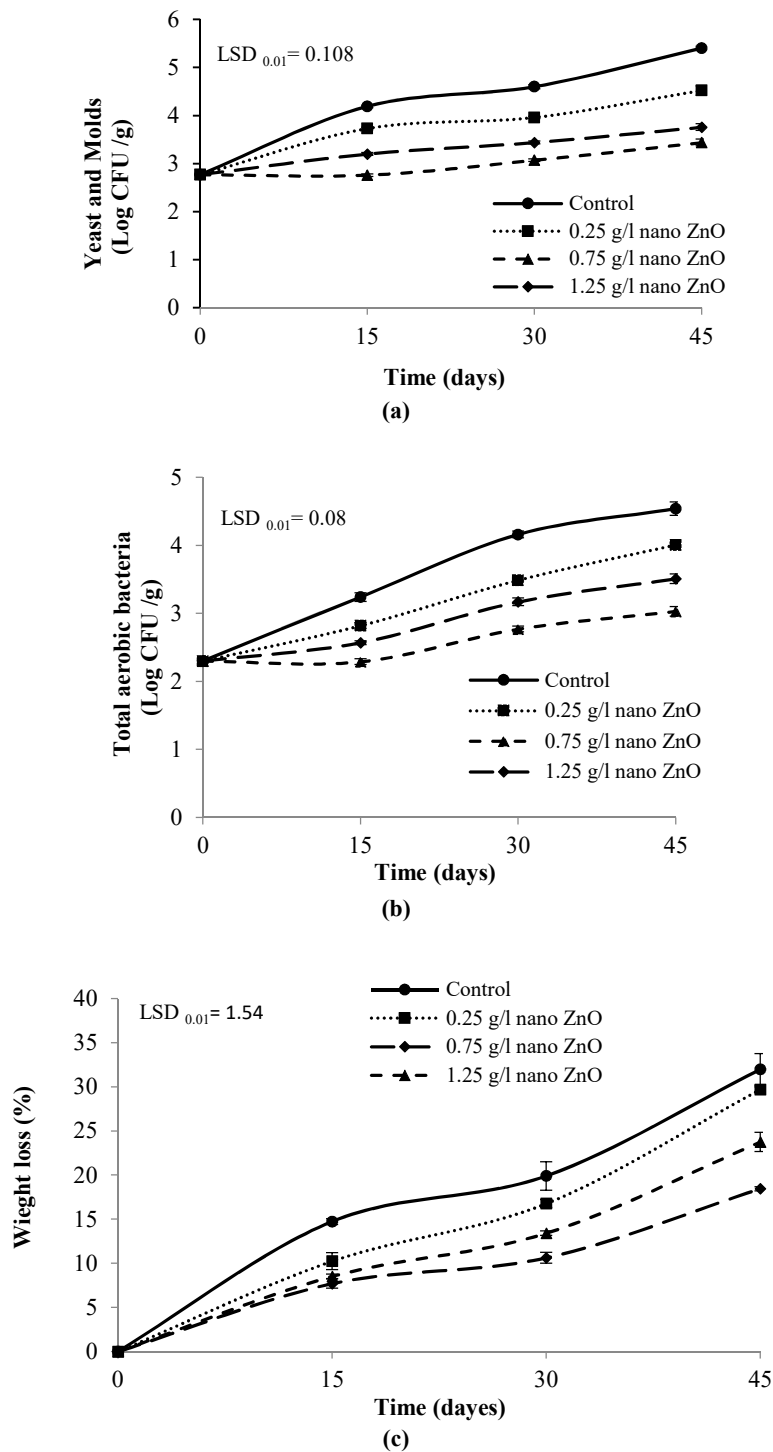 6
5
4
3
2
1
0
LSD 0.01= 0.108
Yeast and Molds
(Log CFU /g)
Control
0.25 g/l nano ZnO
0.75 g/l nano ZnO
1.25 g/l nano ZnO
0 15 30 45
Time (days)
(a)
5
4
3
2
1
0
LSD 0.01= 0.08
Total aerobic bacteria
(Log CFU /g)
Control
0.25 g/l nano ZnO
0.75 g/l nano ZnO
1.25 g/l nano ZnO
0 15 30 45
Time (days)
(b)
Control
0.25 g/l nano ZnO
0.75 g/l nano ZnO
1.25 g/l nano ZnO
40
35
30
25
20
15
10
5
0
LSD 0.01= 1.54
Wieght loss (%)
0 15 30 45
Time (dayes)
(c)